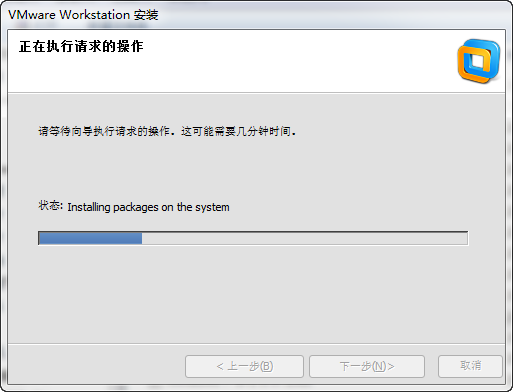 VMware Workstation 安装
正在执行请求的操作
请等待向导执行请求的操作。这可能需要几分钟时间。
状态: Installing packages on the system
< 上一步(B) 下一步(N)> 取消